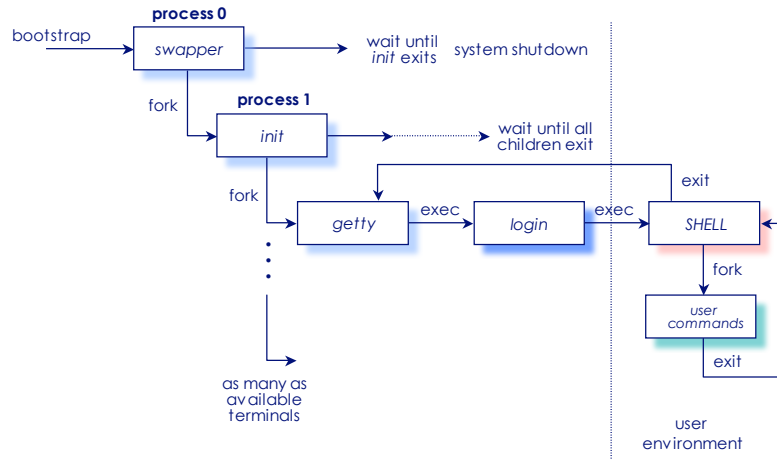 process 0
bootstrap
swapper
wait until
init exits
system shutdown
fork
process 1
init
wait until all
children exit
exit
fork
getty
exec
login
exec
SHELL
fork
user
commands
exit
as many as
available
terminals
user
environment